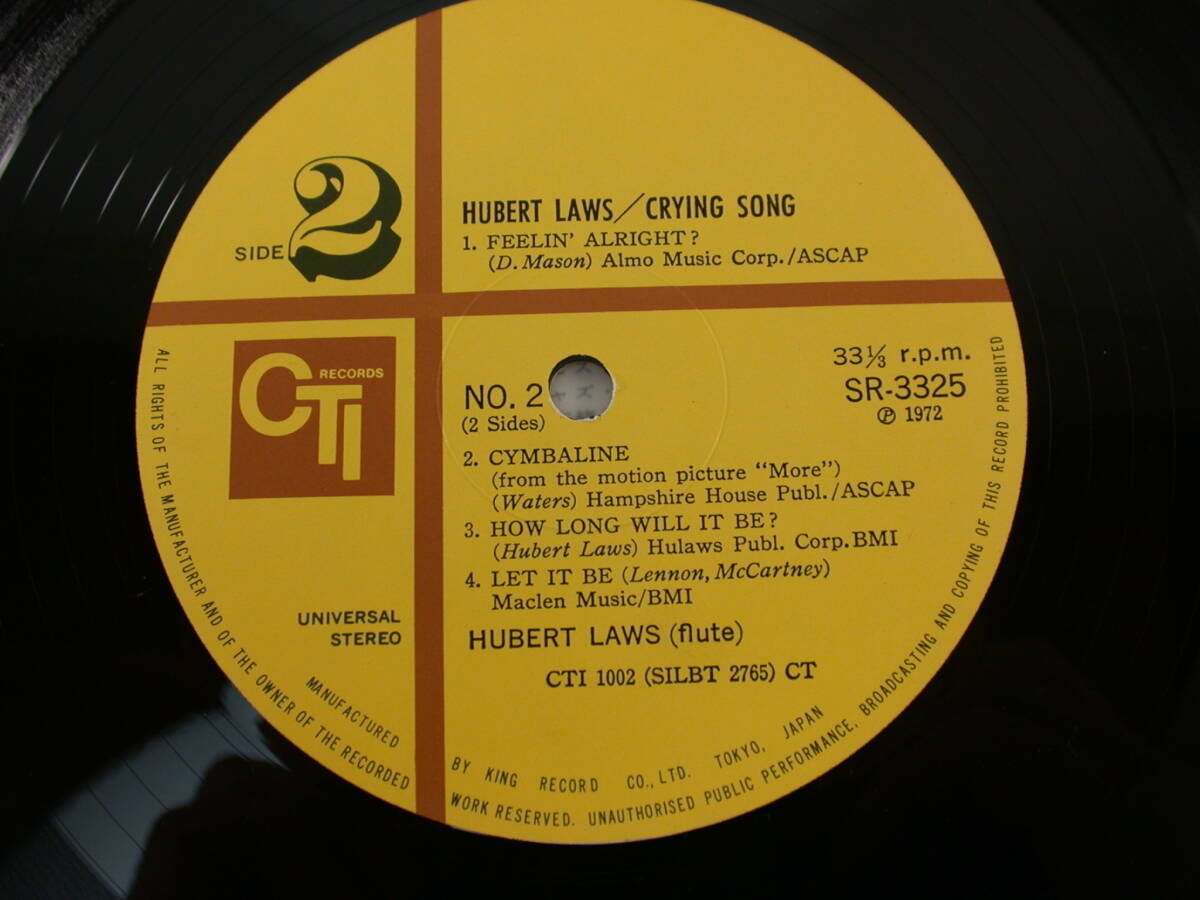 SIDE 2
HUBERT LAWS/CRYING SONG
1. FEELIN' ALRIGHT?
(D. Mason) Almo Music Corp./ASCAP
CTI RECORDS
NO. 2
(2 Sides)
33⅓ r.p.m.
SR-3325
Ⓟ 1972
2. CYMBALINE
(from the motion picture "More")
(Waters) Hampshire House Publ./ASCAP
3. HOW LONG WILL IT BE?
(Hubert Laws) Hulaws Publ. Corp.BMI
4. LET IT BE (Lennon, McCartney)
Maclen Music/BMI
UNIVERSAL
STEREO
HUBERT LAWS (flute)
CTI 1002 (SILBT 2765) CT
MANUFACTURED BY KING RECORD CO., LTD. TOKYO, JAPAN
ALL RIGHTS OF THE MANUFACTURER AND OF THE OWNER OF THE RECORDED WORK RESERVED. UNAUTHORISED PUBLIC PERFORMANCE, BROADCASTING AND COPYING OF THIS RECORD PROHIBITED